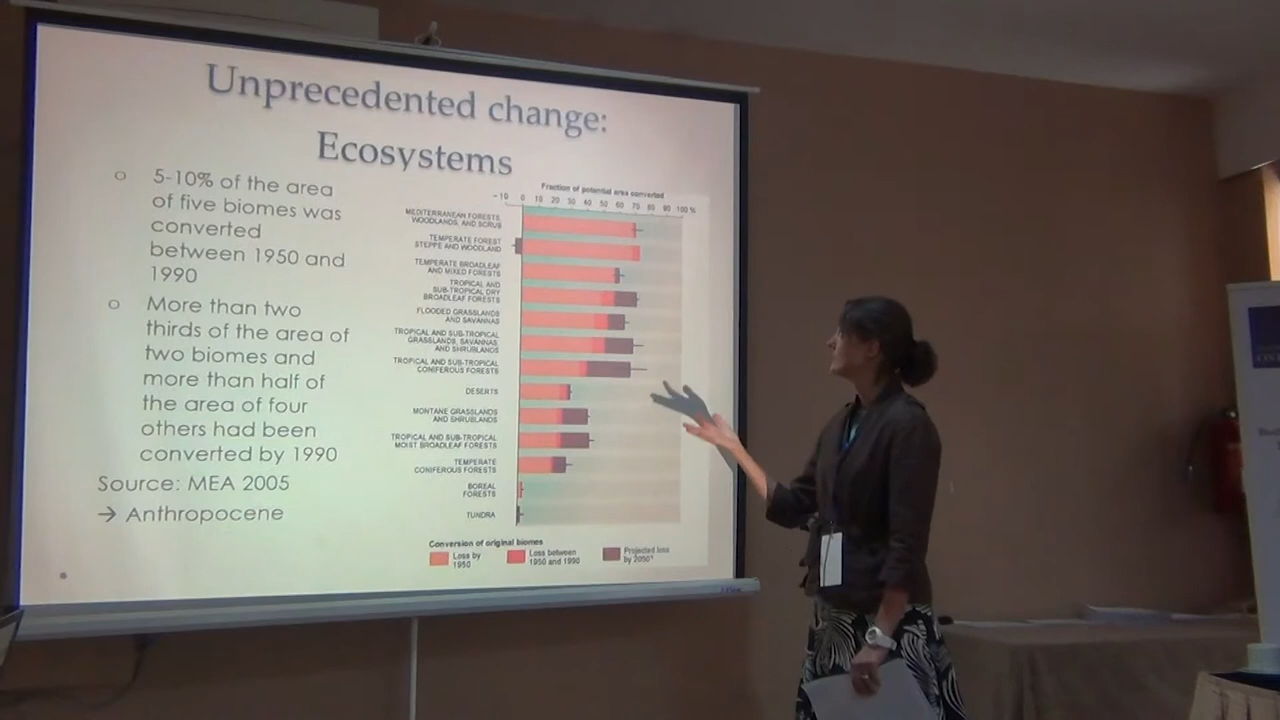 Unprecedented change:
Ecosystems
o 5-10% of the area
of five biomes was
converted
between 1950 and
1990
o More than two
thirds of the area of
two biomes and
more than half of
the area of four
others had been
converted by 1990
Source: MEA 2005
→ Anthropocene
Fraction of potential area converted
−10 0 10 20 30 40 50 60 70 80 90 100 %
MEDITERRANEAN FORESTS,
WOODLANDS, AND SCRUB
TEMPERATE FOREST
STEPPE AND WOODLAND
TEMPERATE BROADLEAF
AND MIXED FORESTS
TROPICAL AND
SUB-TROPICAL DRY
BROADLEAF FORESTS
FLOODED GRASSLANDS
AND SAVANNAS
TROPICAL AND SUB-TROPICAL
GRASSLANDS, SAVANNAS,
AND SHRUBLANDS
TROPICAL AND SUB-TROPICAL
CONIFEROUS FORESTS
DESERTS
MONTANE GRASSLANDS
AND SHRUBLANDS
TROPICAL AND SUB-TROPICAL
MOIST BROADLEAF FORESTS
TEMPERATE
CONIFEROUS FORESTS
BOREAL
FORESTS
TUNDRA
Conversion of original biomes
Loss by
1950
Loss between
1950 and 1990
Projected loss
by 2050*